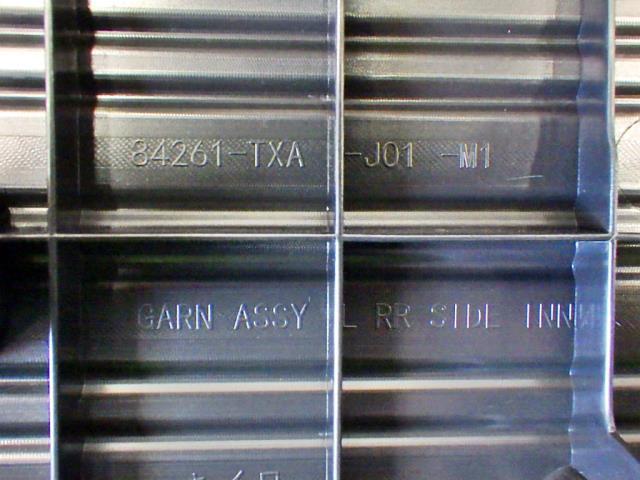 84261-TXA -J01 -M1
GARN ASSY L RR SIDE